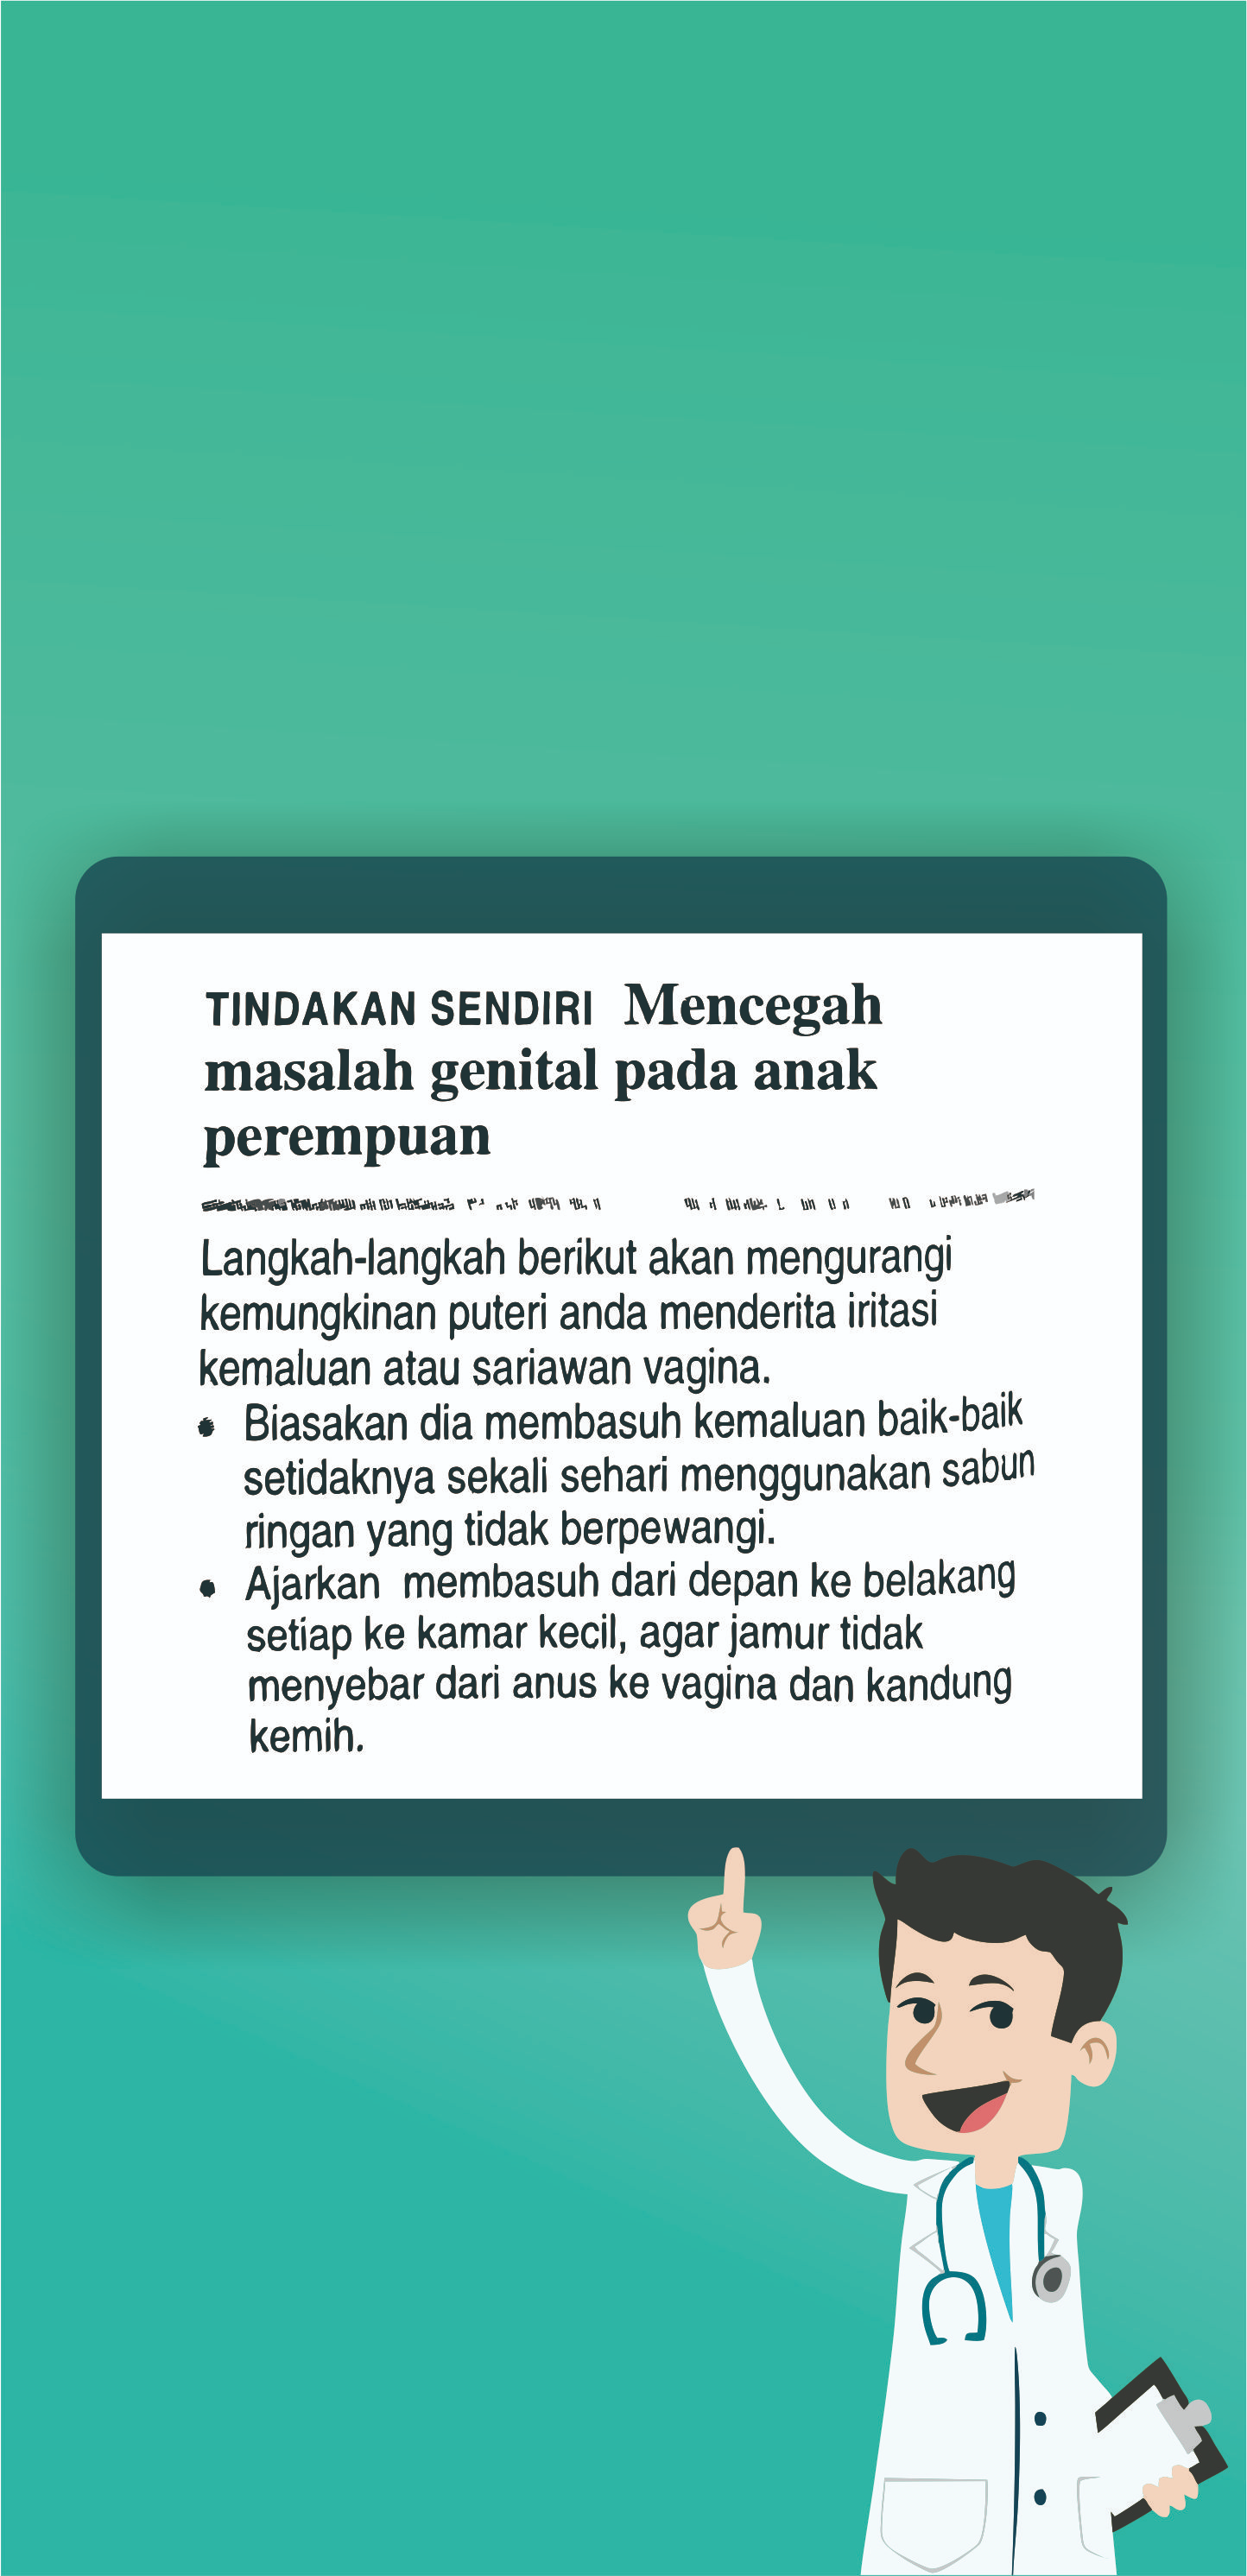 TINDAKAN SENDIRI Mencegah
masalah genital pada anak
perempuan
Langkah-langkah berikut akan mengurangi
kemungkinan puteri anda menderita iritasi
kemaluan atau sariawan vagina.
• Biasakan dia membasuh kemaluan baik-baik
setidaknya sekali sehari menggunakan sabun
ringan yang tidak berpewangi.
• Ajarkan membasuh dari depan ke belakang
setiap ke kamar kecil, agar jamur tidak
menyebar dari anus ke vagina dan kandung
kemih.